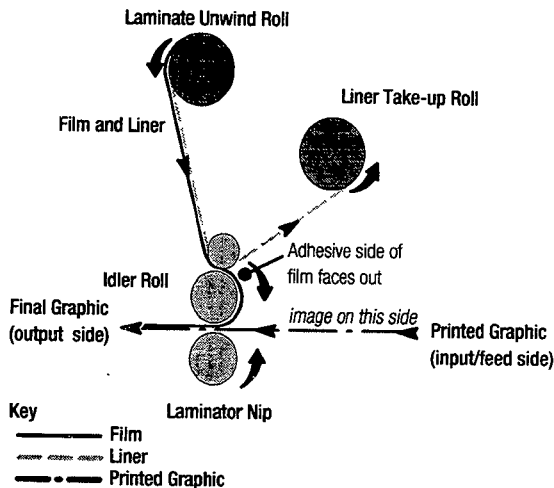 Laminate Unwind Roll
Liner Take-up Roll
Film and Liner
Adhesive side of
film faces out
Idler Roll
Final Graphic
(output side)
image on this side
Printed Graphic
(input/feed side)
Laminator Nip
Key
Film
Liner
Printed Graphic